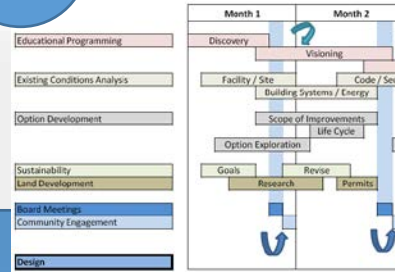 Month 1 Month 2
Educational Programming Discovery
Visioning
Existing Conditions Analysis Facility / Site Code /
Building Systems / Energy
Option Development Scope of Improvements
Life Cycle
Option Exploration
Sustainability Goals Revise
Land Development Research Permits
Board Meetings
Community Engagement
Design